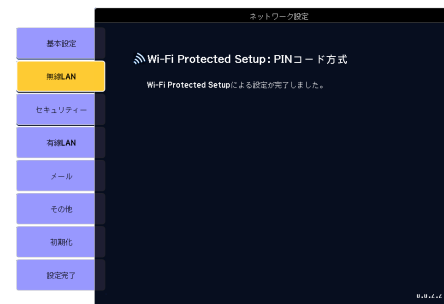 ネットワーク設定
基本設定
無線LAN
セキュリティー
有線LAN
メール
その他
初期化
設定完了
Wi-Fi Protected Setup:PINコード方式
Wi-Fi Protected Setupによる設定が完了しました。